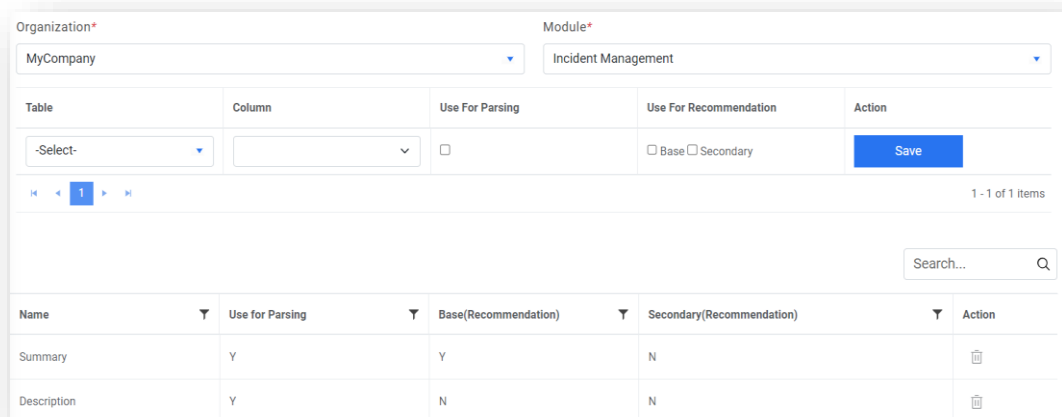 Organization* Module*
MyCompany Incident Management
Table Column Use For Parsing Use For Recommendation Action
-Select- Base Secondary Save
1 1 - 1 of 1 items
Search...
Name Use for Parsing Base(Recommendation) Secondary(Recommendation) Action
Summary Y Y N
Description Y N N